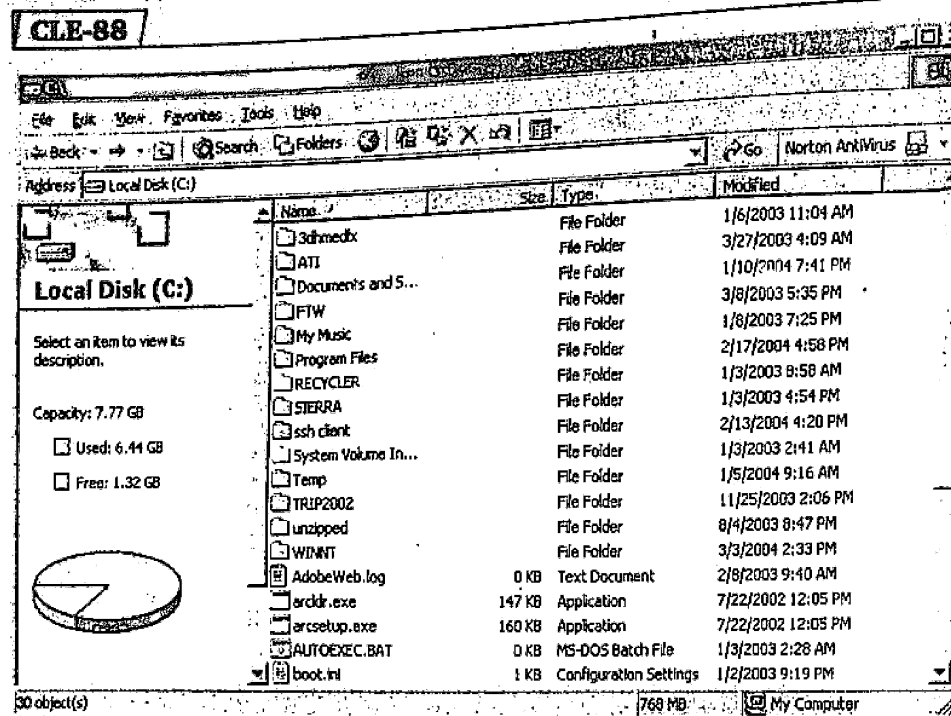 CLE-88
C:\
File Edit View Favorites Tools Help
Back Search Folders Go Norton AntiVirus
Address Local Disk (C:)
Name Size Type Modified
3dhmedfx File Folder 1/6/2003 11:04 AM
ATI File Folder 3/27/2003 4:09 AM
Documents and S... File Folder 1/10/2004 7:41 PM
FTW File Folder 3/8/2003 5:35 PM
My Music File Folder 1/8/2003 7:25 PM
Program Files File Folder 2/17/2004 4:58 PM
RECYCLER File Folder 1/3/2003 8:58 AM
SIERRA File Folder 1/3/2003 4:54 PM
ssh client File Folder 2/13/2004 4:20 PM
System Volume In... File Folder 1/3/2003 2:41 AM
Temp File Folder 1/5/2004 9:16 AM
TRIP2002 File Folder 11/25/2003 2:06 PM
unzipped File Folder 8/4/2003 8:47 PM
WINNT File Folder 3/3/2004 2:33 PM
AdobeWeb.log 0 KB Text Document 2/8/2003 9:40 AM
arcldr.exe 147 KB Application 7/22/2002 12:05 PM
arcsetup.exe 160 KB Application 7/22/2002 12:05 PM
AUTOEXEC.BAT 0 KB MS-DOS Batch File 1/3/2003 2:28 AM
boot.ini 1 KB Configuration Settings 1/2/2003 9:19 PM
Local Disk (C:)
Select an item to view its
description.
Capacity: 7.77 GB
Used: 6.44 GB
Free: 1.32 GB
30 object(s) 768 MB My Computer